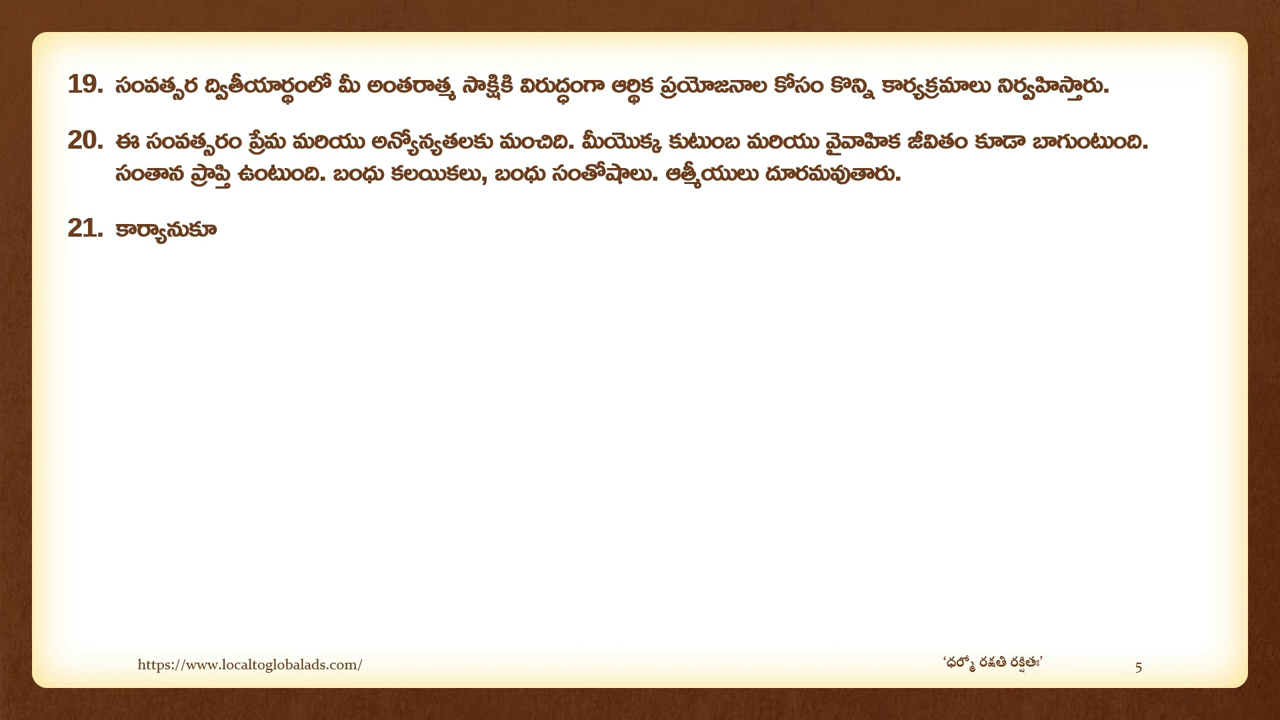 19. సంవత్సర ద్వితీయార్థంలో మీ అంతరాత్మ సాక్షికి విరుద్ధంగా ఆర్థిక ప్రయోజనాల కోసం కొన్ని కార్యక్రమాలు నిర్వహిస్తారు.
20. ఈ సంవత్సరం ప్రేమ మరియు అన్యోన్యతలకు మంచిది. మీయొక్క కుటుంబ మరియు వైవాహిక జీవితం కూడా బాగుంటుంది.
సంతాన ప్రాప్తి ఉంటుంది. బంధు కలయికలు, బంధు సంతోషాలు. ఆత్మీయులు దూరమవుతారు.
21. కార్యానుకూ
https://www.localtoglobalads.com/ ‘ధర్మో రక్షతి రక్షితః’ 5